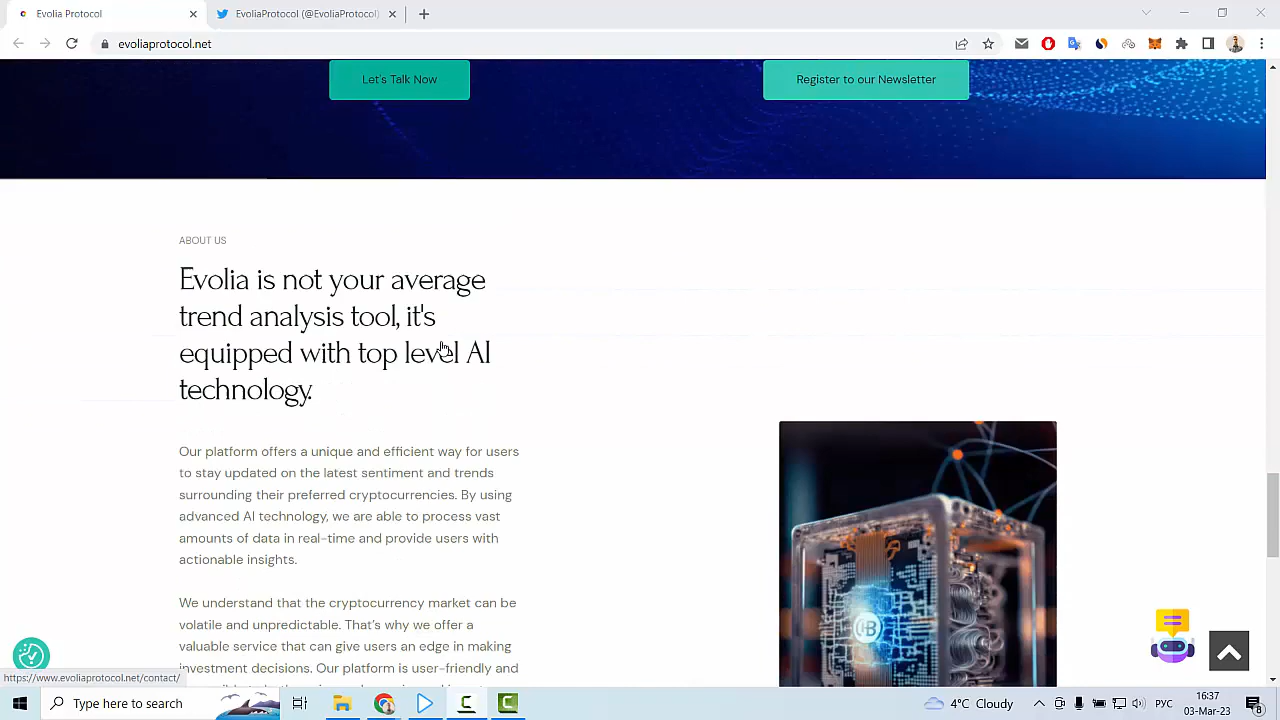 Evolia Protocol
EvoliaProtocol (@EvoliaProtocol)
evoliaprotocol.net
Let's Talk Now
Register to our Newsletter
ABOUT US
Evolia is not your average
trend analysis tool, it's
equipped with top level AI
technology.
Our platform offers a unique and efficient way for users
to stay updated on the latest sentiment and trends
surrounding their preferred cryptocurrencies. By using
advanced AI technology, we are able to process vast
amounts of data in real-time and provide users with
actionable insights.
We understand that the cryptocurrency market can be
volatile and unpredictable. That's why we offer a
valuable service that can give users an edge in making
investment decisions. Our platform is user-friendly and
https://www.evoliaprotocol.net/contact/
Type here to search
4°C Cloudy
РУС
16:37
03-Mar-23
8